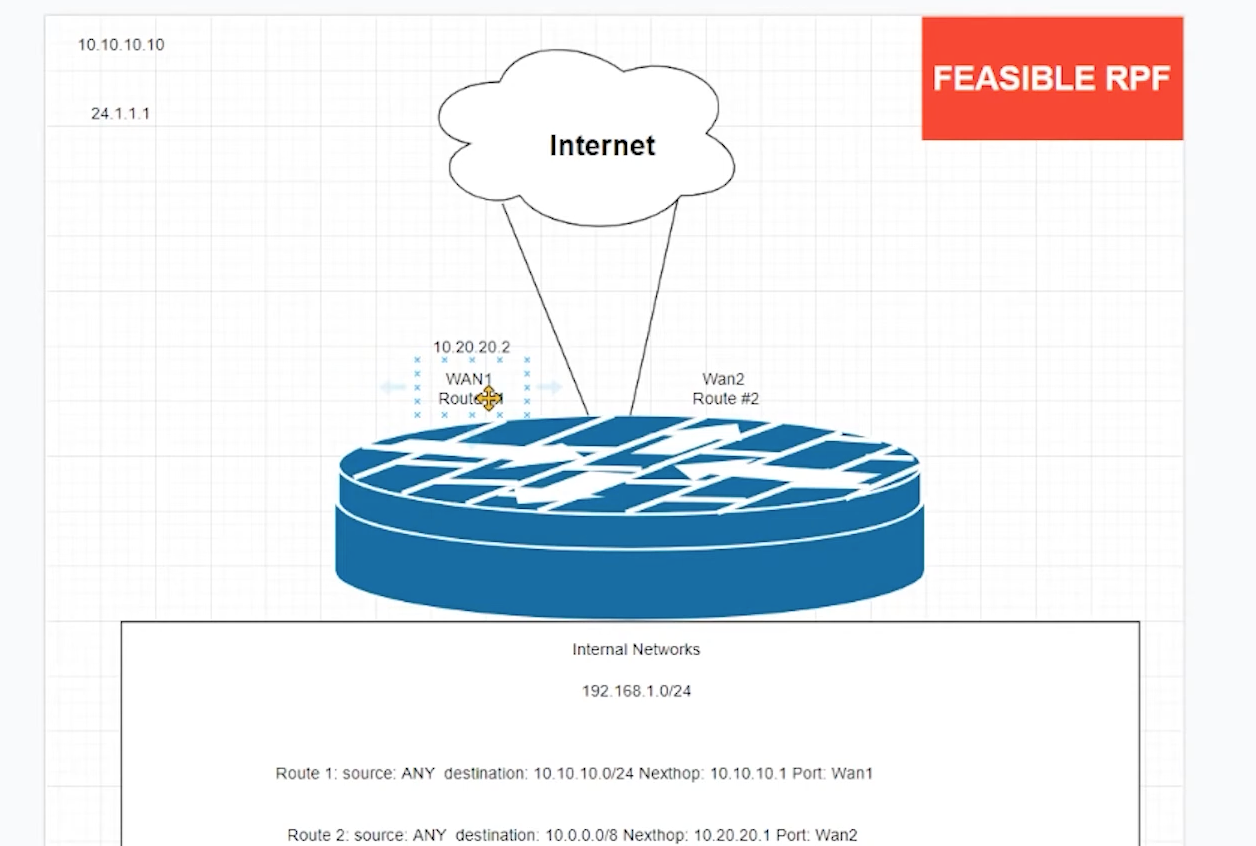 10.10.10.10
FEASIBLE RPF
24.1.1.1
Internet
10.20.20.2
WAN1
Wan2
Route #2
Internal Networks
192.168.1.0/24
Route 1: source: ANY destination: 10.10.10.0/24 Nexthop: 10.10.10.1 Port: Wan1
Route 2: source: ANY destination: 10.0.0.0/8 Nexthop: 10.20.20.1 Port: Wan2